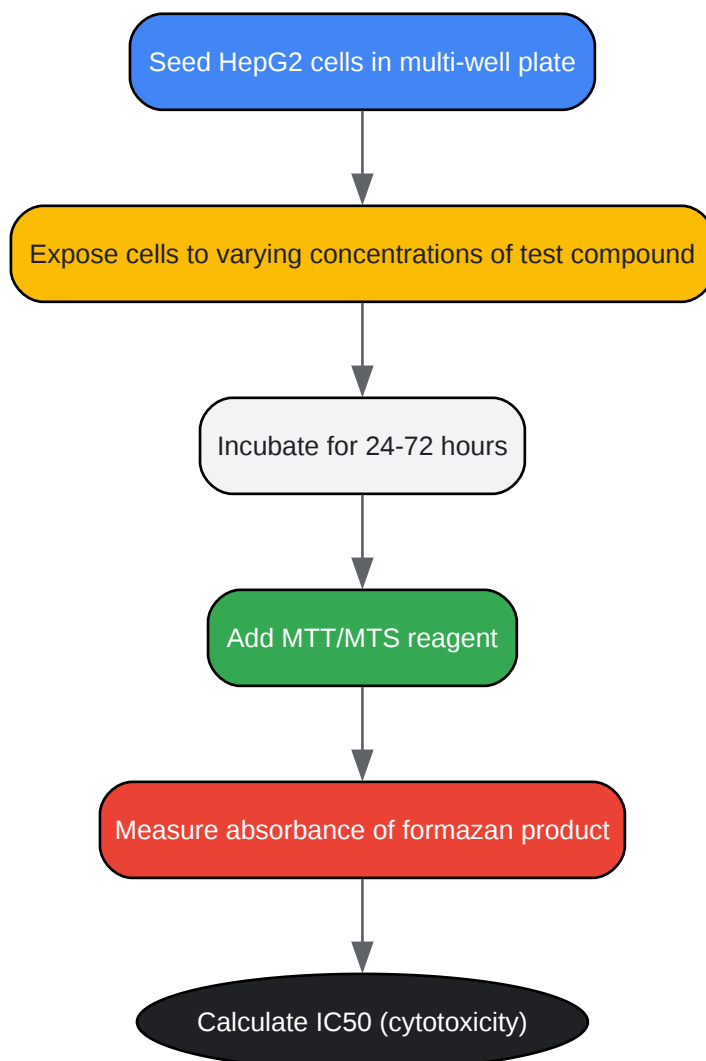 Seed HepG2 cells in multi-well plate
Expose cells to varying concentrations of test compound
Incubate for 24-72 hours
Add MTT/MTS reagent
Measure absorbance of formazan product
Calculate IC50 (cytotoxicity)